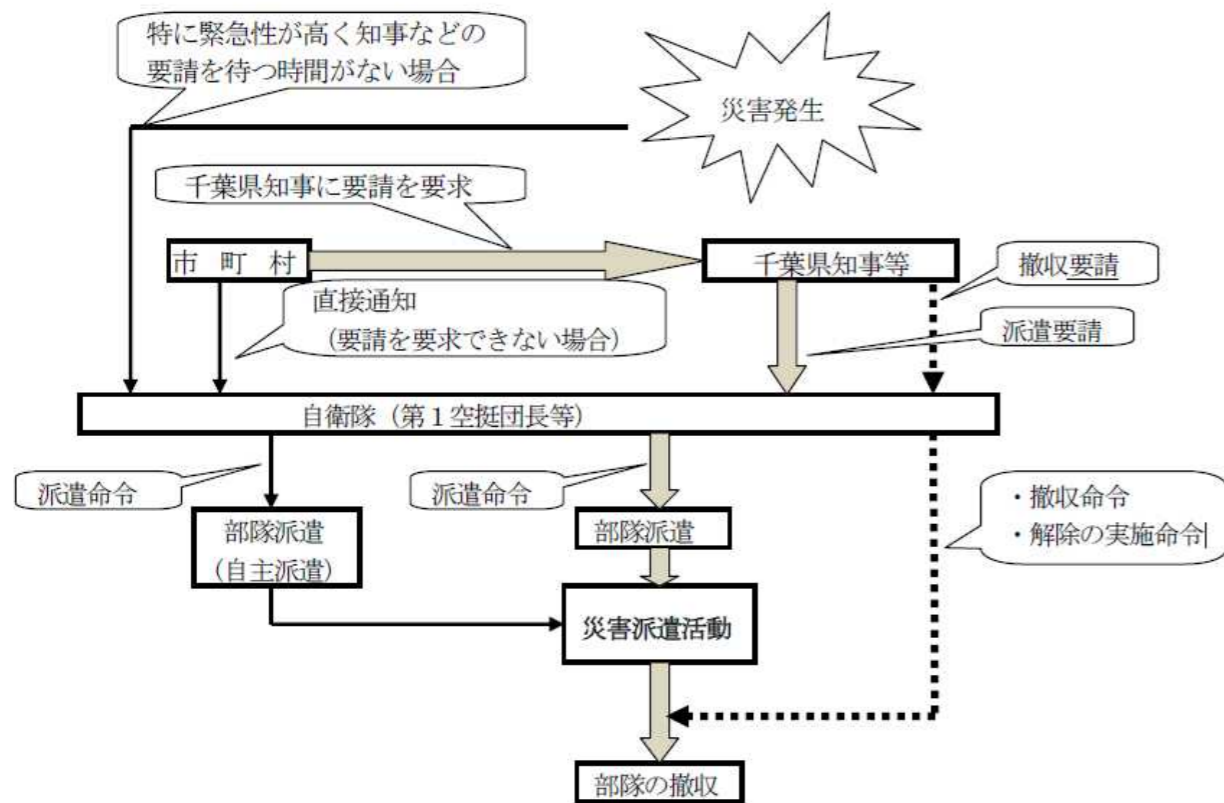 特に緊急性が高く知事などの
要請を待つ時間がない場合
災害発生
千葉県知事に要請を要求
市 町 村
千葉県知事等
撤収要請
直接通知
(要請を要求できない場合)
派遣要請
自衛隊（第１空挺団長等）
派遣命令
派遣命令
・撤収命令
・解除の実施命令
部隊派遣
（自主派遣）
部隊派遣
災害派遣活動
部隊の撤収